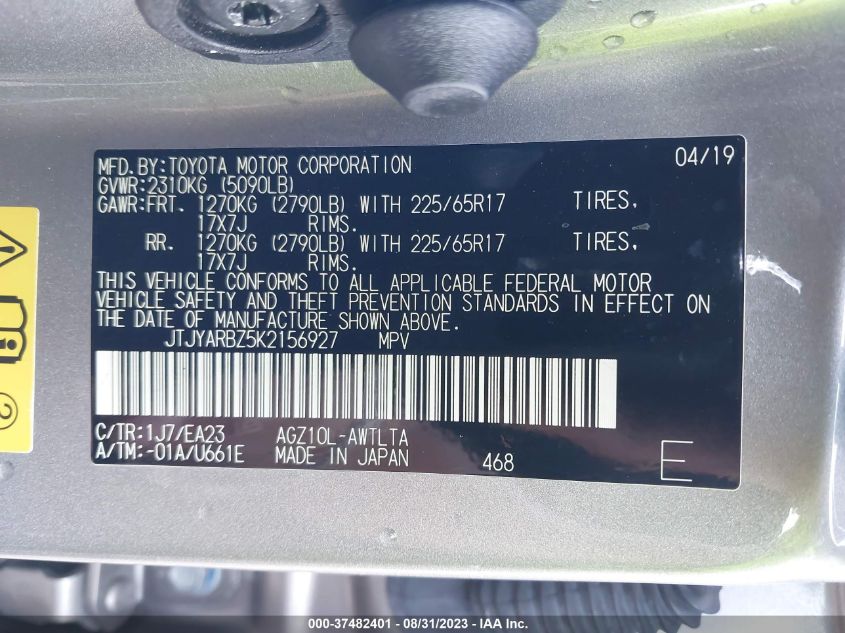 MFD.BY:TOYOTA MOTOR CORPORATION 04/19
GVWR:2310KG (5090LB)
GAWR:FRT. 1270KG (2790LB) WITH 225/65R17 TIRES.
17X7J RIMS.
RR. 1270KG (2790LB) WITH 225/65R17 TIRES.
17X7J RIMS.
THIS VEHICLE CONFORMS TO ALL APPLICABLE FEDERAL MOTOR
VEHICLE SAFETY AND THEFT PREVENTION STANDARDS IN EFFECT ON
THE DATE OF MANUFACTURE SHOWN ABOVE.
JTJYARBZ5K2156927 MPV
C/TR:1J7/EA23 AGZ10L-AWTLTA
A/TM:-01A/U661E MADE IN JAPAN 468 E
2
000-37482401 - 08/31/2023 - IAA Inc.